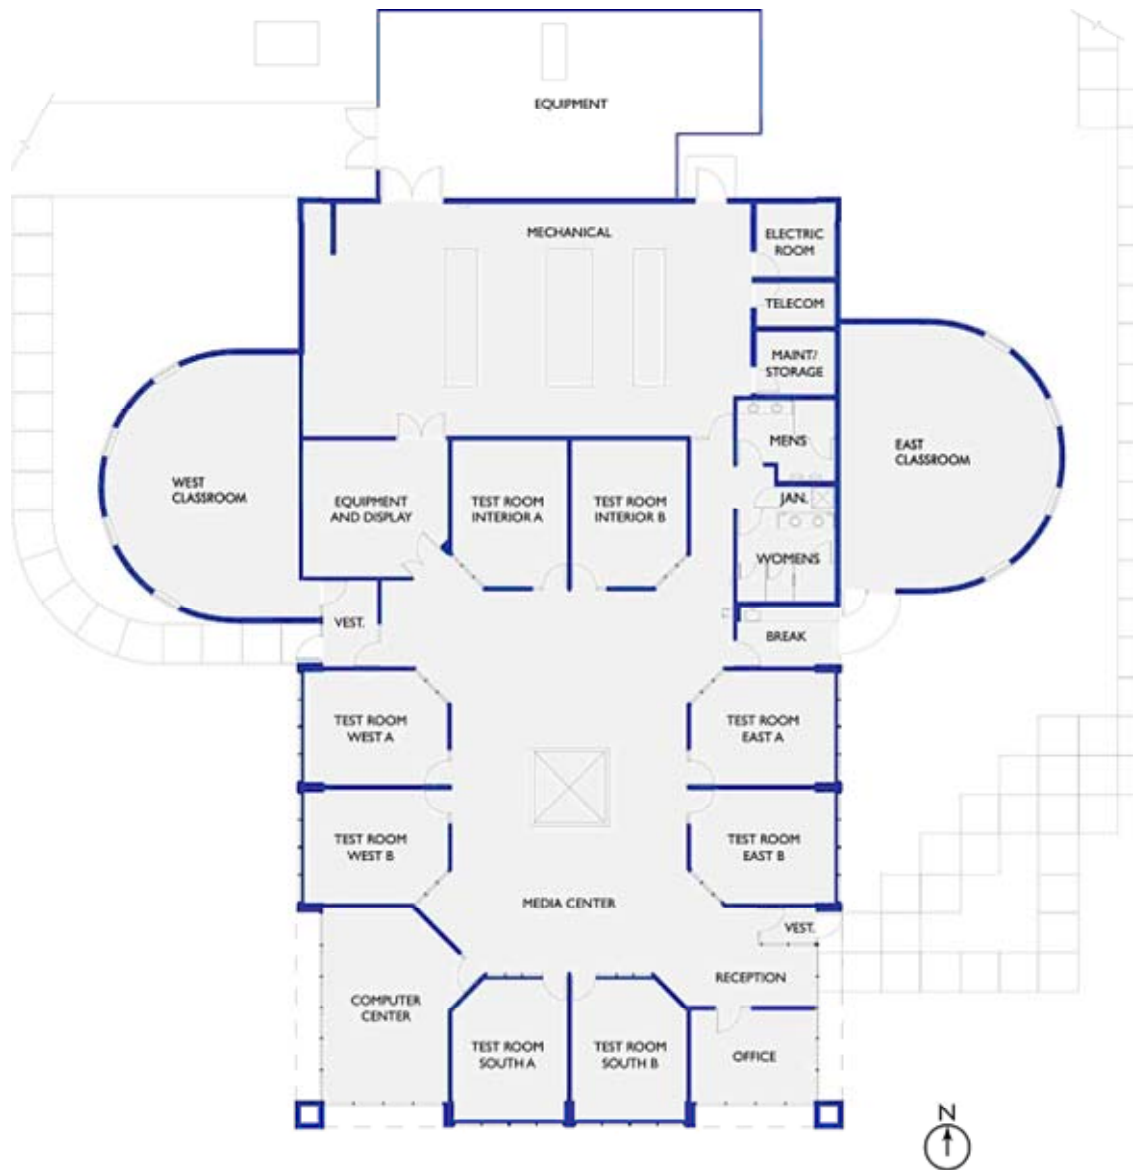 EQUIPMENT
MECHANICAL
ELECTRIC
ROOM
TELECOM
MAINT/
STORAGE
MENS
EAST
CLASSROOM
WEST
CLASSROOM
EQUIPMENT
AND DISPLAY
TEST ROOM
INTERIOR A
TEST ROOM
INTERIOR B
JAN.
WOMENS
VEST.
BREAK
TEST ROOM
WEST A
TEST ROOM
EAST A
TEST ROOM
WEST B
TEST ROOM
EAST B
MEDIA CENTER
VEST.
RECEPTION
COMPUTER
CENTER
TEST ROOM
SOUTH A
TEST ROOM
SOUTH B
OFFICE
N